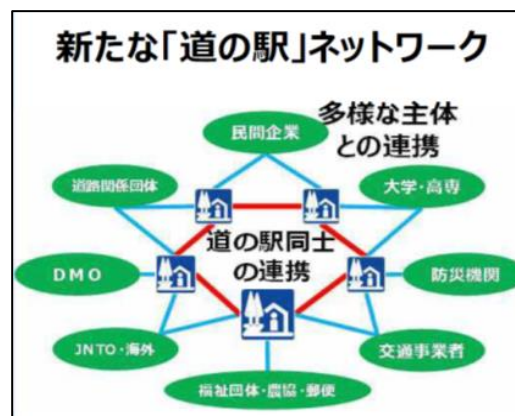 新たな「道の駅」ネットワーク
多様な主体
との連携
民間企業
道路関係団体
大学・高専
道の駅同士
の連携
DMO
防災機関
JNTO・海外
交通事業者
福祉団体・農協・郵便